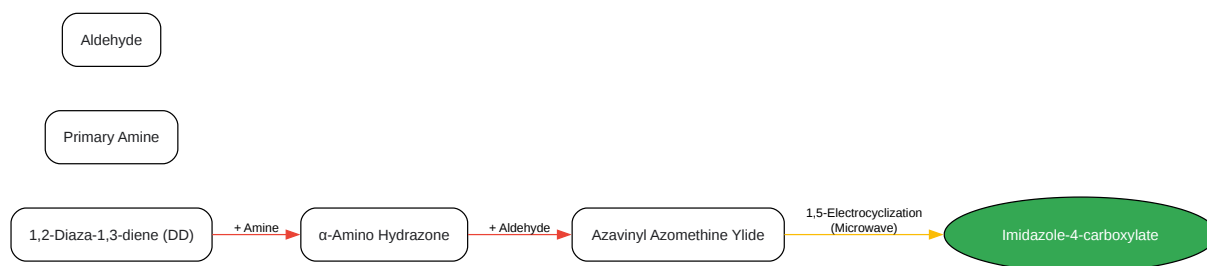 Aldehyde
Primary Amine
1,2-Diaza-1,3-diene (DD)
+ Amine
α-Amino Hydrazone
+ Aldehyde
Azavinyl Azomethine Ylide
1,5-Electrocyclization
(Microwave)
Imidazole-4-carboxylate